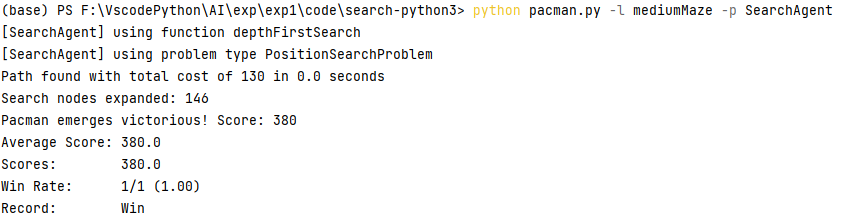 (base) PS F:\VscodePython\AI\exp\exp1\code\search-python3> python pacman.py -l mediumMaze -p SearchAgent
[SearchAgent] using function depthFirstSearch
[SearchAgent] using problem type PositionSearchProblem
Path found with total cost of 130 in 0.0 seconds
Search nodes expanded: 146
Pacman emerges victorious! Score: 380
Average Score: 380.0
Scores:        380.0
Win Rate:      1/1 (1.00)
Record:        Win